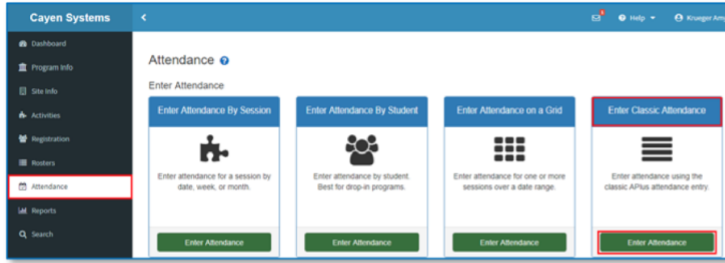 Cayen Systems
Help
Krueger Am
Dashboard
Program Info
Site Info
Activities
Registration
Rosters
Attendance
Reports
Search
Attendance
Enter Attendance
Enter Attendance By Session
Enter attendance for a session by
date, week, or month.
Enter Attendance
Enter Attendance By Student
Enter attendance by student.
Best for drop-in programs.
Enter Attendance
Enter Attendance on a Grid
Enter attendance for one or more
sessions over a date range.
Enter Attendance
Enter Classic Attendance
Enter attendance using the
classic APlus attendance entry.
Enter Attendance